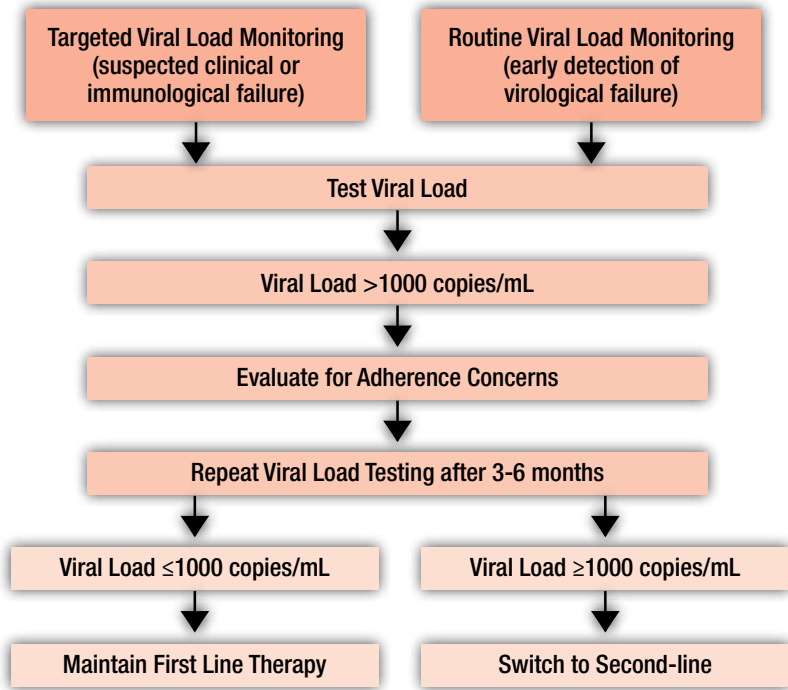 Targeted Viral Load Monitoring
(suspected clinical or
immunological failure)
Routine Viral Load Monitoring
(early detection of
virological failure)
Test Viral Load
Viral Load >1000 copies/mL
Evaluate for Adherence Concerns
Repeat Viral Load Testing after 3-6 months
Viral Load ≤1000 copies/mL
Viral Load ≥1000 copies/mL
Maintain First Line Therapy
Switch to Second-line